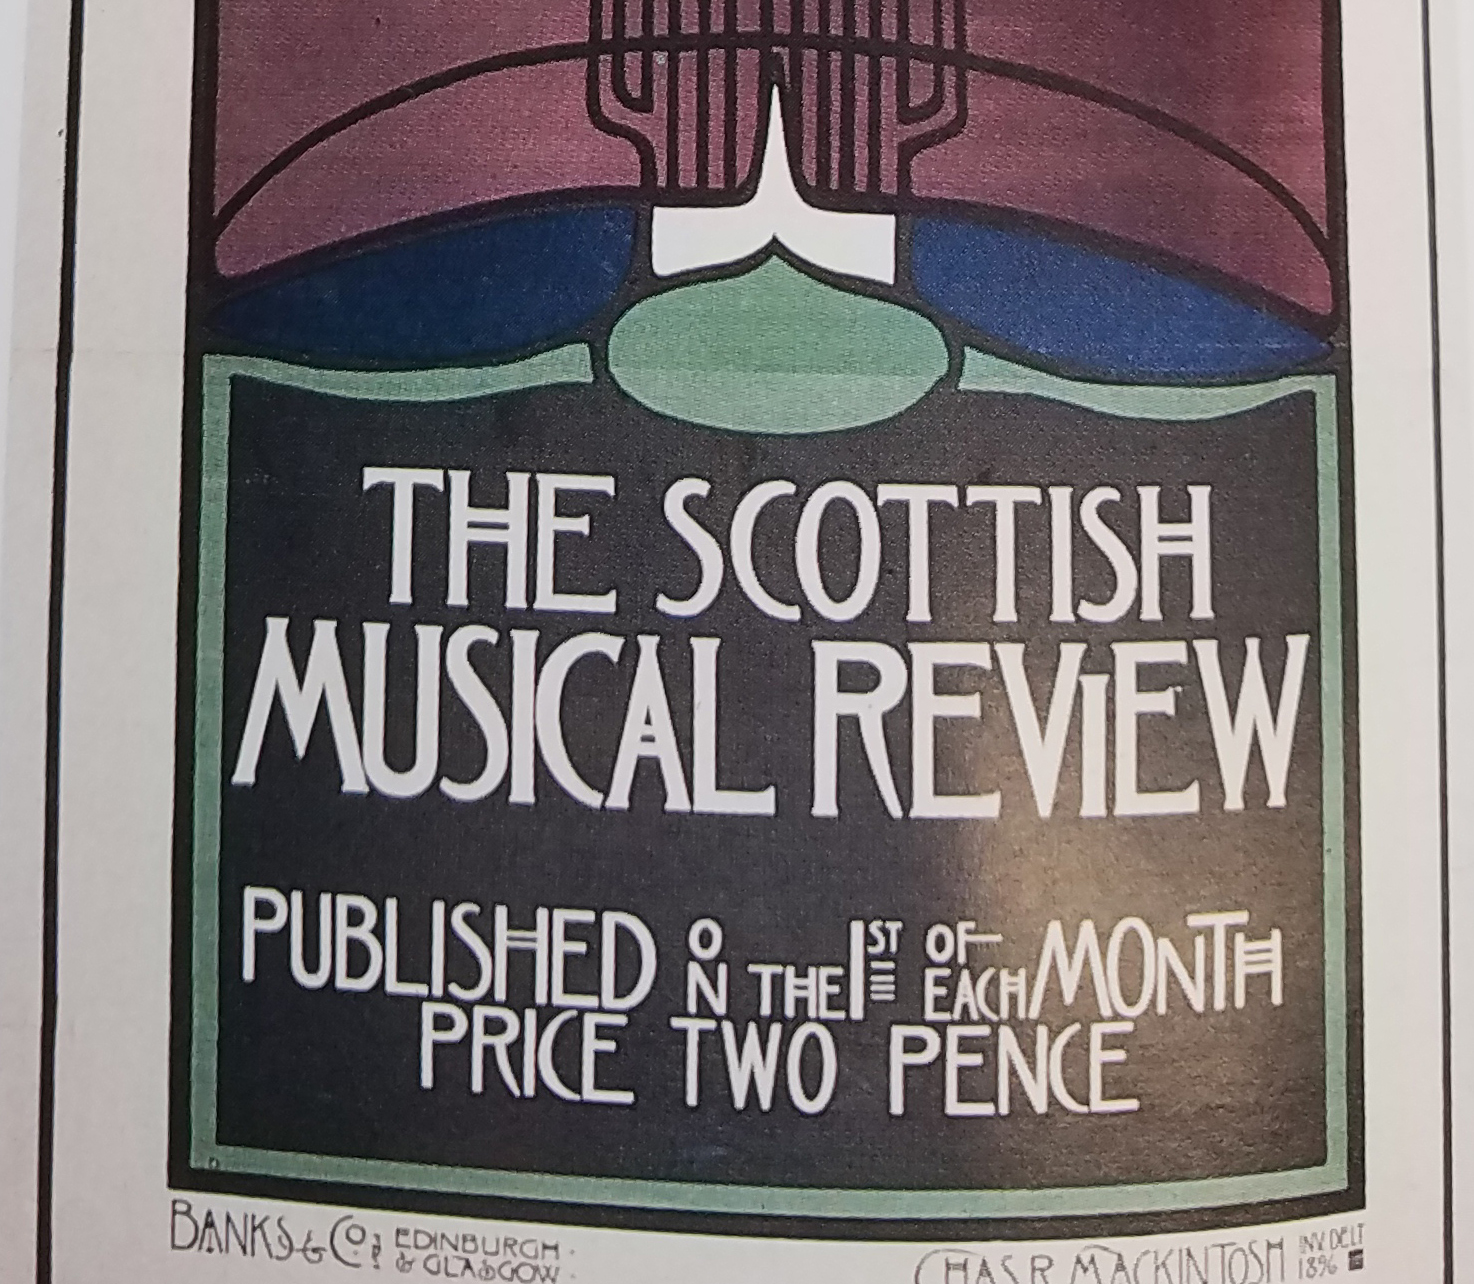 THE SCOTTISH
MUSICAL REVIEW
PUBLISHED ON THE 1ST OF EACH MONTH
PRICE TWO PENCE
BANKS & Co. EDINBURGH
& GLASGOW.
CHAS. R. MACKINTOSH INV. DELT
1896